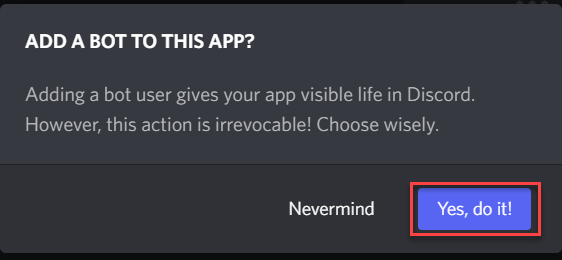 ADD A BOT TO THIS APP?
Adding a bot user gives your app visible life in Discord.
However, this action is irrevocable! Choose wisely.
Nevermind
Yes, do it!